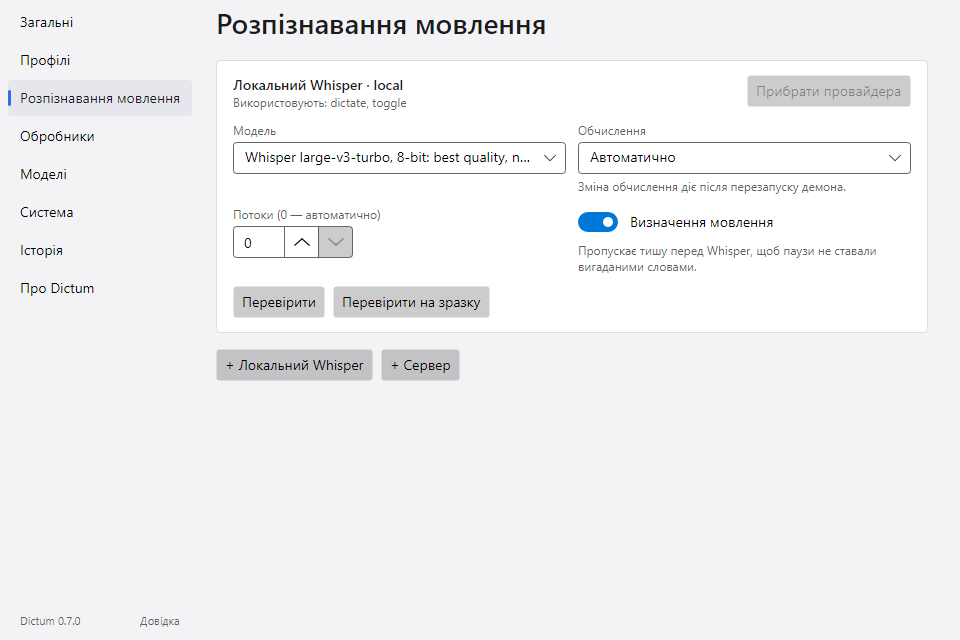 Загальні
Профілі
Розпізнавання мовлення
Обробники
Моделі
Система
Історія
Про Dictum
Dictum 0.7.0
Довідка
Розпізнавання мовлення
Локальний Whisper · local
Використовують: dictate, toggle
Прибрати провайдера
Модель
Whisper large-v3-turbo, 8-bit: best quality, n...
Обчислення
Автоматично
Зміна обчислення діє після перезапуску демона.
Потоки (0 — автоматично)
0
Визначення мовлення
Пропускає тишу перед Whisper, щоб паузи не ставали
вигаданими словами.
Перевірити
Перевірити на зразку
+ Локальний Whisper
+ Сервер